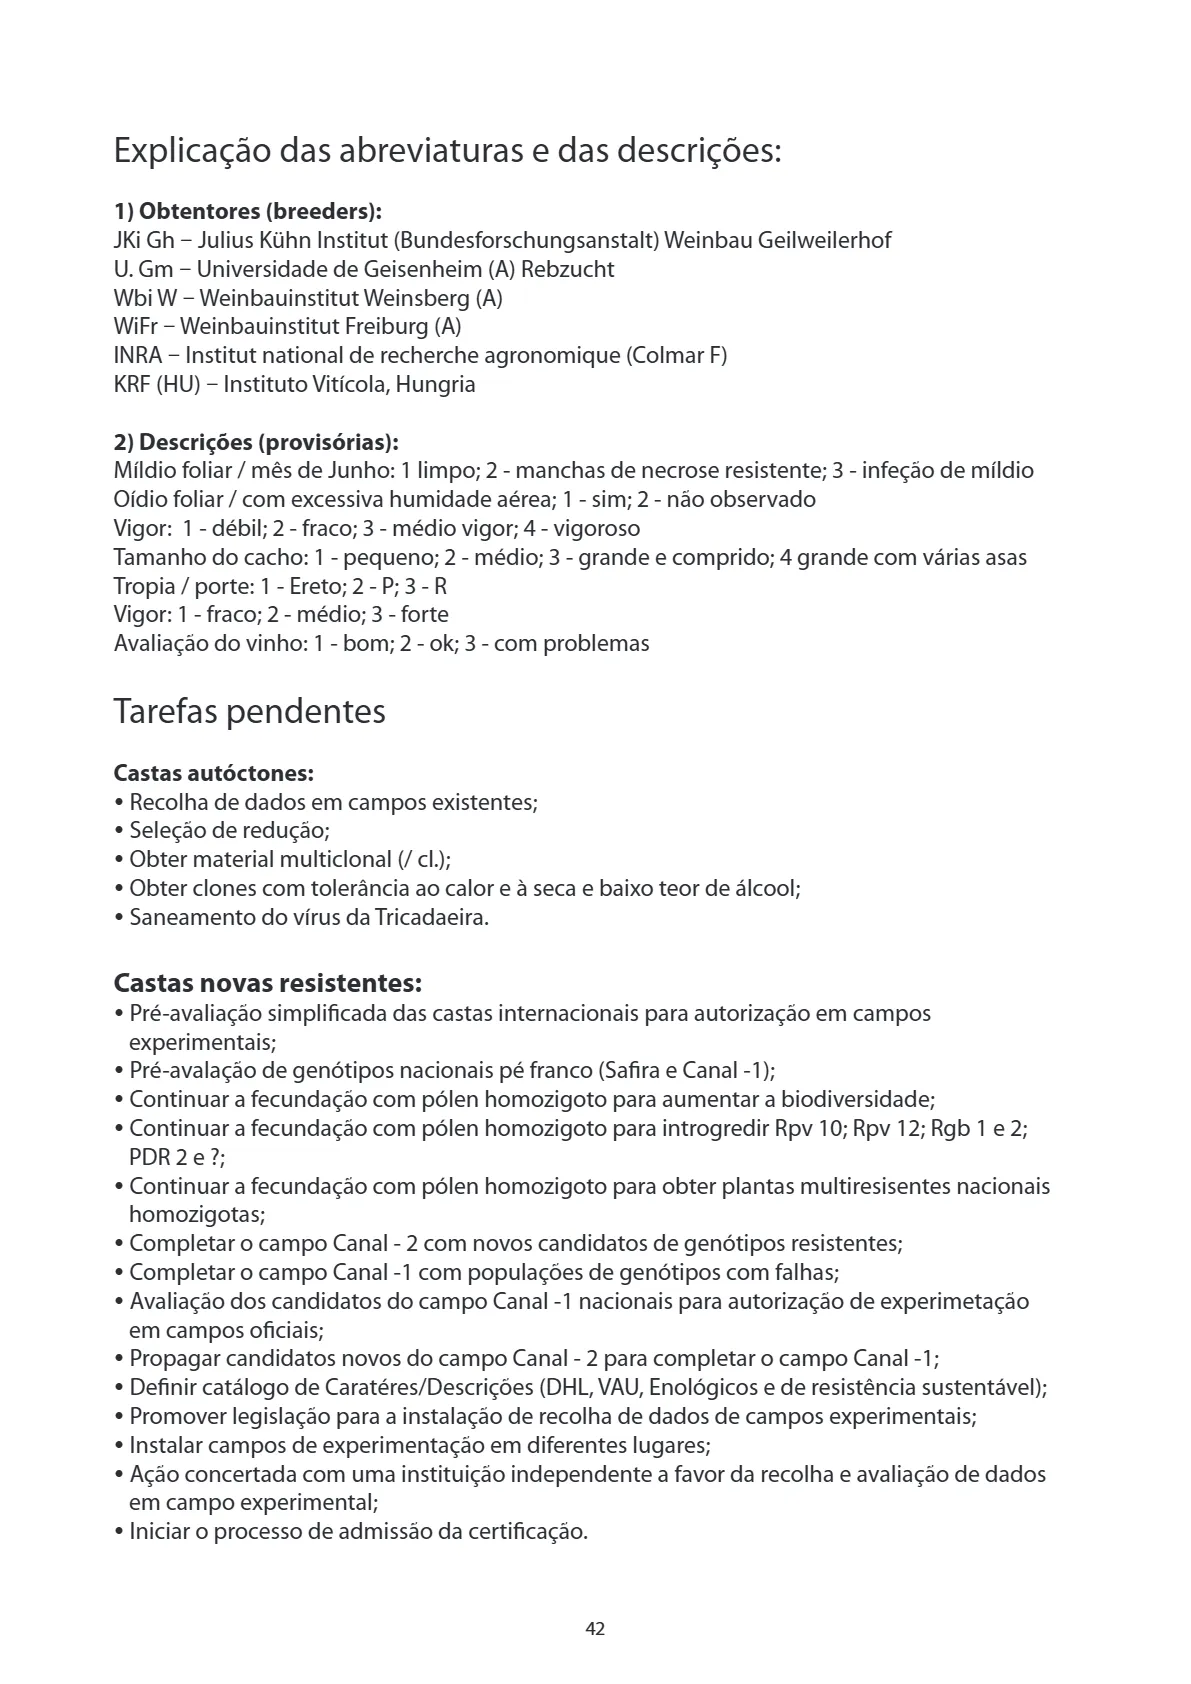 Explicação das abreviaturas e das descrições:
1) Obtentores (breeders):
JKi Gh – Julius Kühn Institut (Bundesforschungsanstalt) Weinbau Geilweilerhof
U. Gm – Universidade de Geisenheim (A) Rebzucht
Wbi W – Weinbauinstitut Weinsberg (A)
WiFr – Weinbauinstitut Freiburg (A)
INRA – Institut national de recherche agronomique (Colmar F)
KRF (HU) – Instituto Vitícola, Hungria
2) Descrições (provisórias):
Míldio foliar / mês de Junho: 1 limpo; 2 - manchas de necrose resistente; 3 - infeção de míldio
Oídio foliar / com excessiva humidade aérea; 1 - sim; 2 - não observado
Vigor:  1 - débil; 2 - fraco; 3 - médio vigor; 4 - vigoroso
Tamanho do cacho: 1 - pequeno; 2 - médio; 3 - grande e comprido; 4 grande com várias asas
Tropia / porte: 1 - Ereto; 2 - P; 3 - R
Vigor: 1 - fraco; 2 - médio; 3 - forte
Avaliação do vinho: 1 - bom; 2 - ok; 3 - com problemas
Tarefas pendentes
Castas autóctones:
• Recolha de dados em campos existentes;
• Seleção de redução;
• Obter material multiclonal (/ cl.);
• Obter clones com tolerância ao calor e à seca e baixo teor de álcool;
• Saneamento do vírus da Tricadaeira.
Castas novas resistentes:
• Pré-avaliação simplificada das castas internacionais para autorização em campos
experimentais;
• Pré-avalação de genótipos nacionais pé franco (Safira e Canal -1);
• Continuar a fecundação com pólen homozigoto para aumentar a biodiversidade;
• Continuar a fecundação com pólen homozigoto para introgredir Rpv 10; Rpv 12; Rgb 1 e 2;
PDR 2 e ?;
• Continuar a fecundação com pólen homozigoto para obter plantas multiresisentes nacionais
homozigotas;
• Completar o campo Canal - 2 com novos candidatos de genótipos resistentes;
• Completar o campo Canal -1 com populações de genótipos com falhas;
• Avaliação dos candidatos do campo Canal -1 nacionais para autorização de experimetação
em campos oficiais;
• Propagar candidatos novos do campo Canal - 2 para completar o campo Canal -1;
• Definir catálogo de Caratéres/Descrições (DHL, VAU, Enológicos e de resistência sustentável);
• Promover legislação para a instalação de recolha de dados de campos experimentais;
• Instalar campos de experimentação em diferentes lugares;
• Ação concertada com uma instituição independente a favor da recolha e avaliação de dados
em campo experimental;
• Iniciar o processo de admissão da certificação.
42